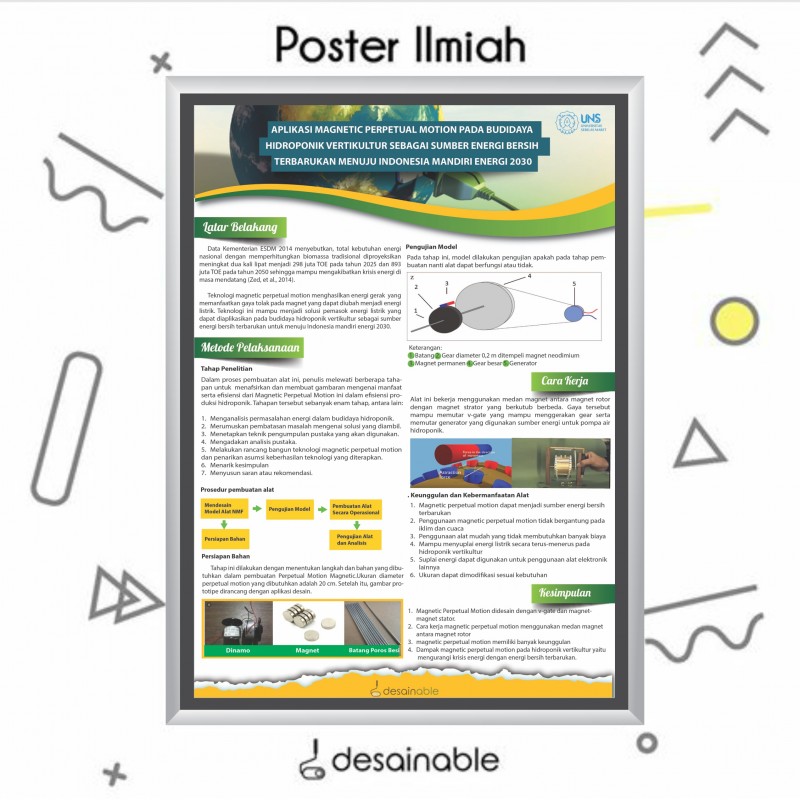 Poster Ilmiah
APLIKASI MAGNETIC PERPETUAL MOTION PADA BUDIDAYA
HIDROPONIK VERTIKULTUR SEBAGAI SUMBER ENERGI BERSIH
TERBARUKAN MENUJU INDONESIA MANDIRI ENERGI 2030
UNS
UNIVERSITAS
SEBELAS MARET
Latar Belakang
Data Kementerian ESDM 2014 menyebutkan, total kebutuhan energi
nasional dengan memperhitungkan biomassa tradisional diproyeksikan
meningkat dua kali lipat menjadi 298 juta TOE pada tahun 2025 dan 893
juta TOE pada tahun 2050 sehingga mampu mengakibatkan krisis energi di
masa mendatang (Zed, et al., 2014).
Teknologi magnetic perpetual motion menghasilkan energi gerak yang
memanfaatkan gaya tolak pada magnet yang dapat diubah menjadi energi
listrik. Teknologi ini mampu menjadi solusi pemasok energi listrik yang
dapat diaplikasikan pada budidaya hidroponik vertikultur sebagai sumber
energi bersih terbarukan untuk menuju Indonesia mandiri energi 2030.
Metode Pelaksanaan
Tahap Penelitian
Dalam proses pembuatan alat ini, penulis melewati berberapa taha-
pan untuk menafsirkan dan membuat gambaran mengenai manfaat
serta efisiensi dari Magnetic Perpetual Motion ini dalam efisiensi pro-
duksi hidroponik. Tahapan tersebut sebanyak enam tahap, antara lain:
1. Menganalisis permasalahan energi dalam budidaya hidroponik.
2. Merumuskan pembatasan masalah mengenai solusi yang diambil.
3. Menetapkan teknik pengumpulan pustaka yang akan digunakan.
4. Mengadakan analisis pustaka.
5. Melakukan rancang bangun teknologi magnetic perpetual motion
dan penarikan asumsi keberhasilan teknologi yang diterapkan.
6. Menarik kesimpulan
7. Menyusun saran atau rekomendasi.
Prosedur pembuatan alat
Mendesain
Model Alat NMF
Pengujian Model
Pembuatan Alat
Secara Operasional
Persiapan Bahan
Pengujian Alat
dan Analisis
Persiapan Bahan
Tahap ini dilakukan dengan menentukan langkah dan bahan yang dibu-
tuhkan dalam pembuatan Perpetual Motion Magnetic.Ukuran diameter
perpetual motion yang dibutuhkan adalah 20 cm. Setelah itu, gambar pro-
totipe dirancang dengan aplikasi desain.
Dinamo
Magnet
Batang Poros Besi
Pengujian Model
Pada tahap ini, model dilakukan pengujian apakah pada tahap pem-
buatan nanti alat dapat berfungsi atau tidak.
z
1
2
3
4
5
Keterangan:
1 Batang 2 Gear diameter 0,2 m ditempeli magnet neodimium
3 Magnet permanen 4 Gear besar 5 Generator
Cara Kerja
Alat ini bekerja menggunakan medan magnet antara magnet rotor
dengan magnet strator yang berkutub berbeda. Gaya tersebut
mampu memutar v-gate yang mampu menggerakan gear serta
memutar generator yang digunakan sumber energi untuk pompa air
hidroponik.
. Keunggulan dan Kebermanfaatan Alat
1. Magnetic perpetual motion dapat menjadi sumber energi bersih
terbarukan
2. Penggunaan magnetic perpetual motion tidak bergantung pada
iklim dan cuaca
3. Penggunaan alat mudah yang tidak membutuhkan banyak biaya
4. Mampu menyuplai energi listrik secara terus-menerus pada
hidroponik vertikultur
5. Suplai energi dapat digunakan untuk penggunaan alat elektronik
lainnya
6. Ukuran dapat dimodifikasi sesuai kebutuhan
Kesimpulan
1. Magnetic Perpetual Motion didesain dengan v-gate dan magnet-
magnet stator.
2. Cara kerja magnetic perpetual motion menggunakan medan magnet
antara magnet rotor
3. magnetic perpetual motion memiliki banyak keunggulan
4. Dampak magnetic perpetual motion pada hidroponik vertikultur yaitu
mengurangi krisis energi dengan energi bersih terbarukan.
desainable
desainable